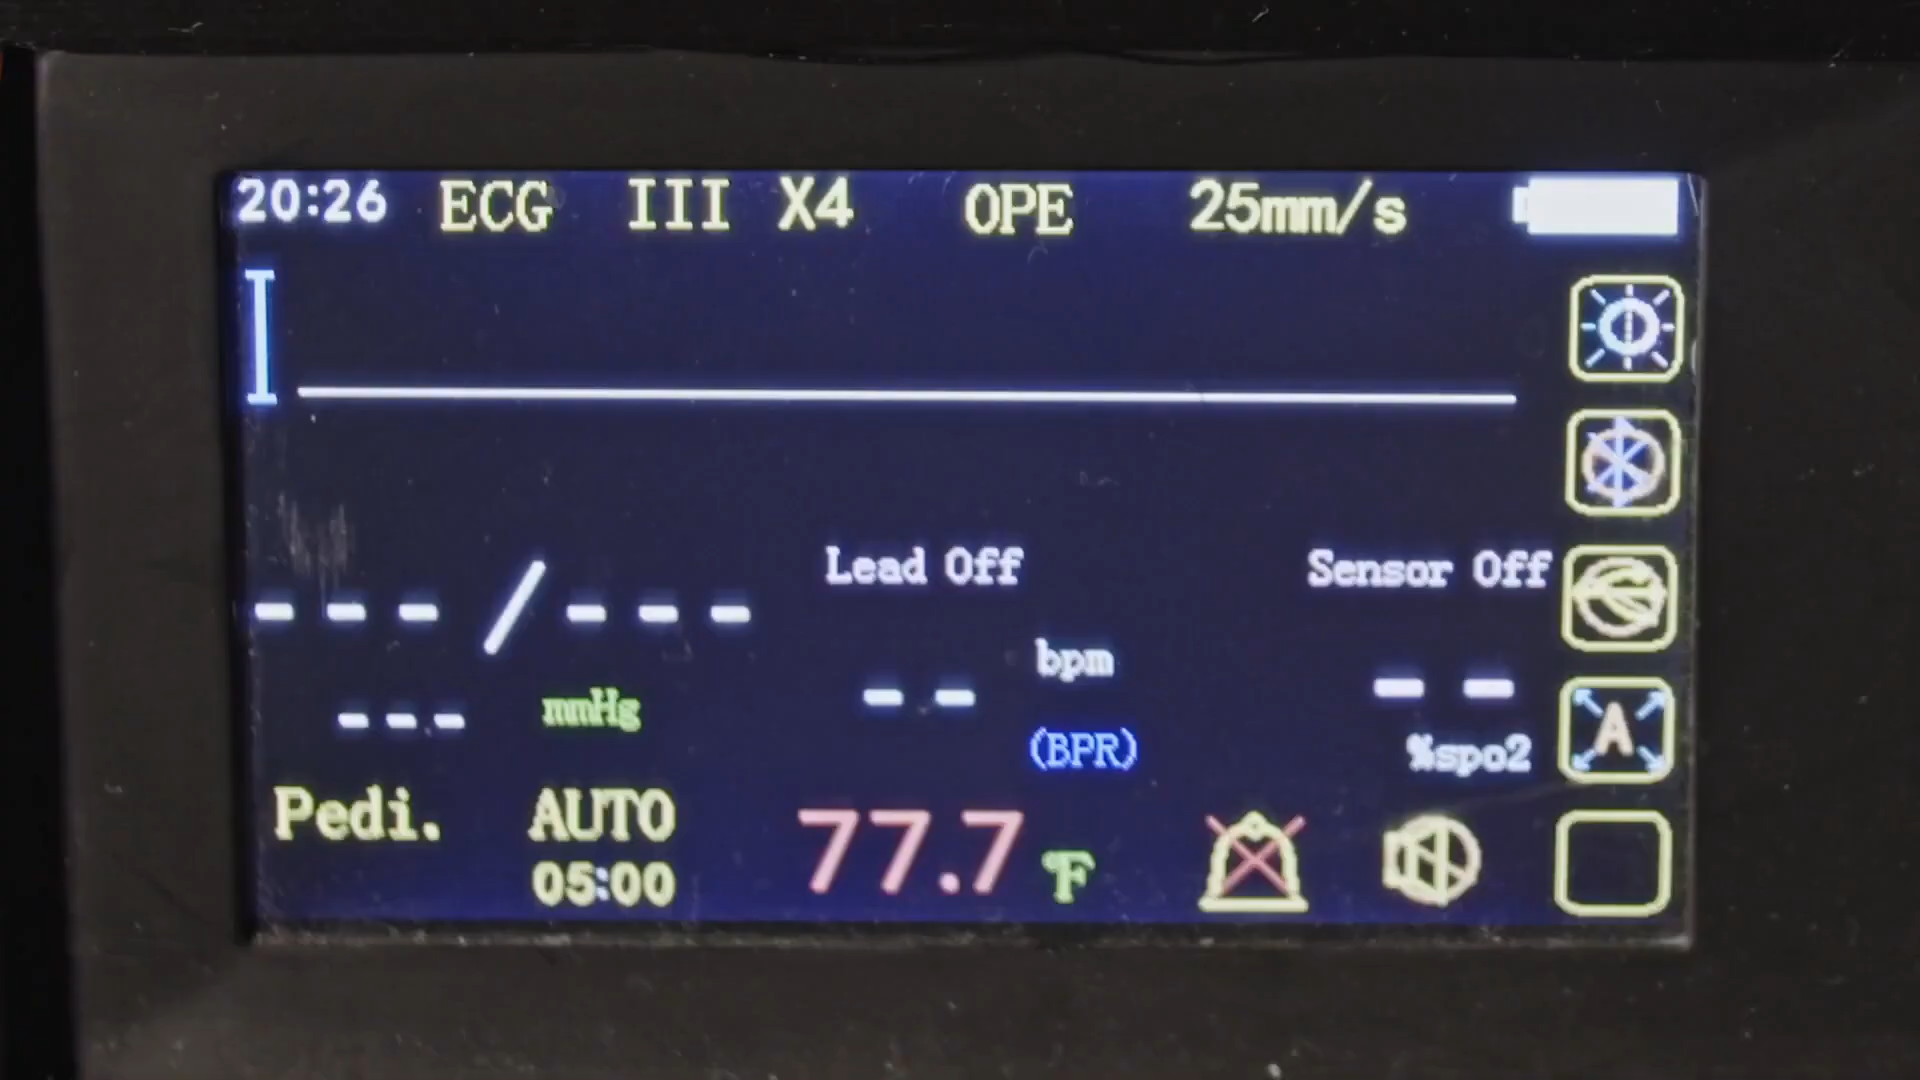 20:26 ECG III X4 OPE 25mm/s
Lead Off
Sensor Off
---/---
bpm
--
--
---
mmHg
(BPR)
%spo2
A
Pedi.
AUTO
77.7 °F
05:00